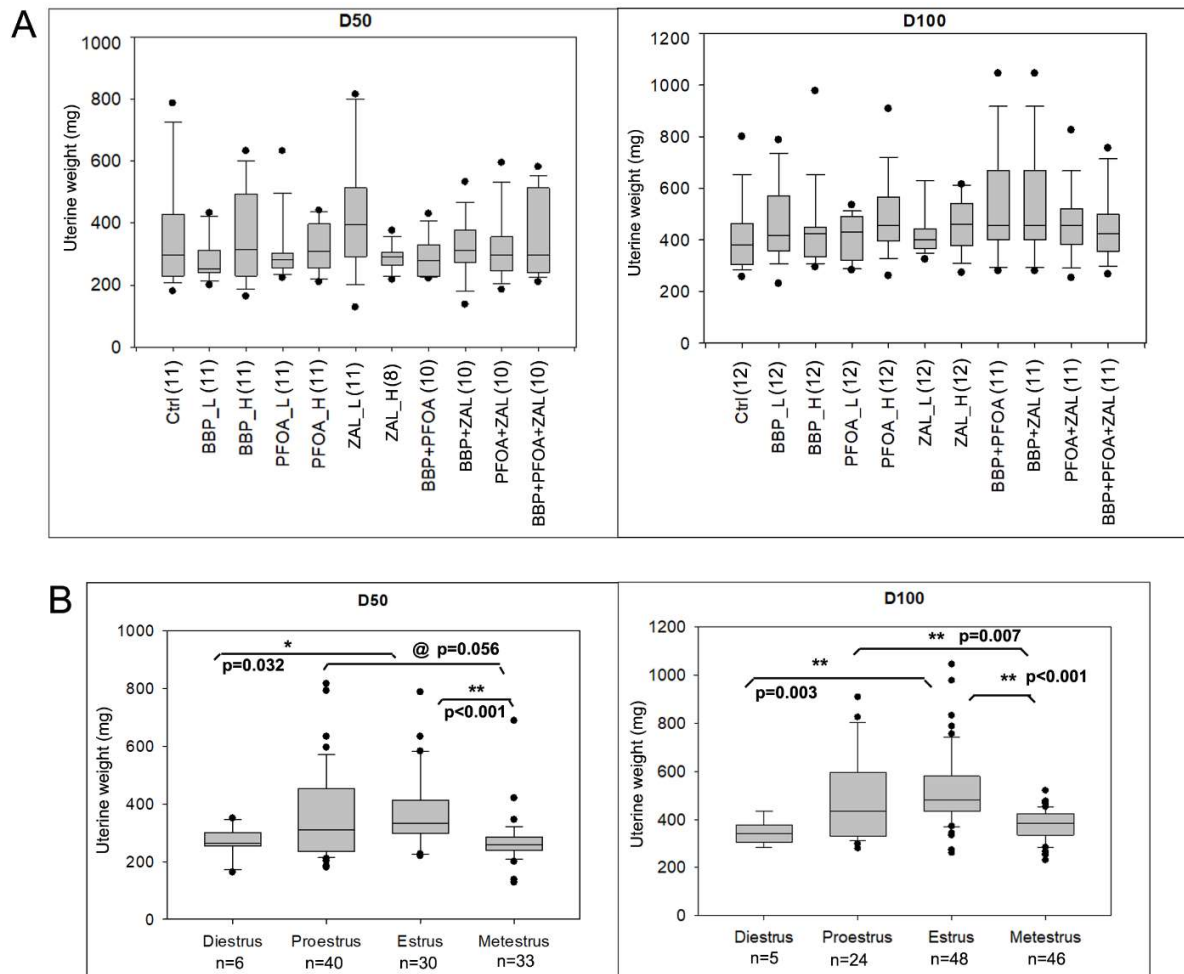 A
D50
Uterine weight (mg)
1000
800
600
400
200
0
Ctrl (11)
BBP_L (11)
BBP_H (11)
PFOA_L (11)
PFOA_H (11)
ZAL_L (11)
ZAL_H(8)
BBP+PFOA (10)
BBP+ZAL (10)
PFOA+ZAL (10)
BBP+PFOA+ZAL (10)
D100
Uterine weight (mg)
1200
1000
800
600
400
200
0
Ctrl (12)
BBP_L (12)
BBP_H (12)
PFOA_L (12)
PFOA_H (12)
ZAL_L (12)
ZAL_H (12)
BBP+PFOA (11)
BBP+ZAL (11)
PFOA+ZAL (11)
BBP+PFOA+ZAL (11)
B
D50
Uterine weight (mg)
1000
800
600
400
200
0
*
p=0.032
@ p=0.056
**
p<0.001
Diestrus Proestrus Estrus Metestrus
n=6 n=40 n=30 n=33
D100
Uterine weight (mg)
1200
1000
800
600
400
200
0
** p=0.007
**
p=0.003
** p<0.001
Diestrus Proestrus Estrus Metestrus
n=5 n=24 n=48 n=46